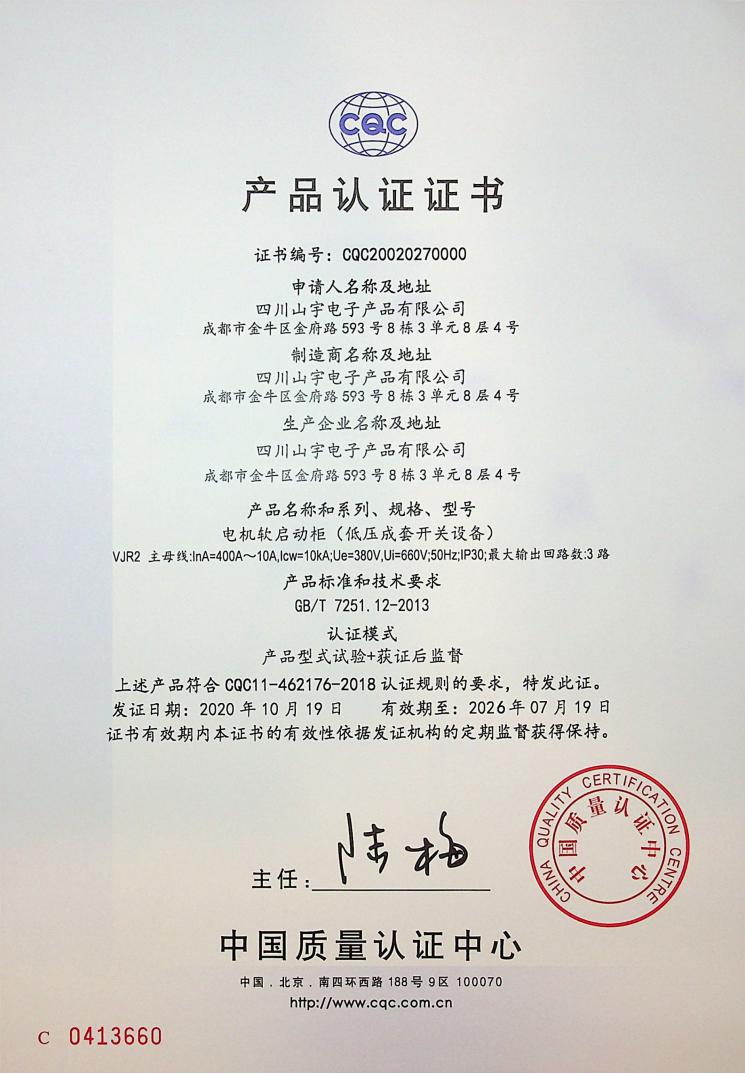 CQC
产品认证证书
证书编号：CQC20020270000
申请人名称及地址
四川山宇电子产品有限公司
成都市金牛区金府路593号8栋3单元8层4号
制造商名称及地址
四川山宇电子产品有限公司
成都市金牛区金府路593号8栋3单元8层4号
生产企业名称及地址
四川山宇电子产品有限公司
成都市金牛区金府路593号8栋3单元8层4号
产品名称和系列、规格、型号
电机软启动柜（低压成套开关设备）
VJR2 主母线:InA=400A～10A,Icw=10kA;Ue=380V,Ui=660V;50Hz;IP30;最大输出回路数:3路
产品标准和技术要求
GB/T 7251.12-2013
认证模式
产品型式试验+获证后监督
上述产品符合CQC11-462176-2018认证规则的要求，特发此证。
发证日期：2020年10月19日 有效期至：2026年07月19日
证书有效期内本证书的有效性依据发证机构的定期监督获得保持。
CHINA QUALITY CERTIFICATION CENTRE
中国质量认证中心
主任：陆梅
中国质量认证中心
中国．北京．南四环西路188号9区 100070
http://www.cqc.com.cn
C 0413660